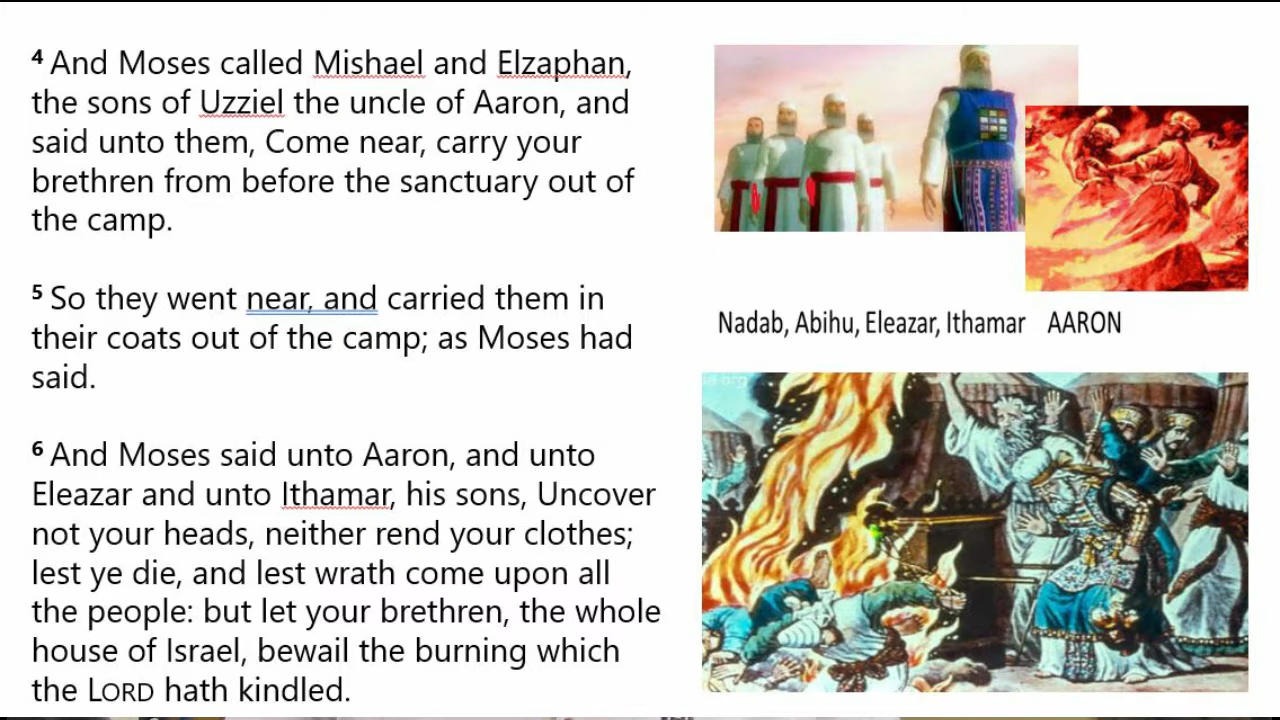 4 And Moses called Mishael and Elzaphan,
the sons of Uzziel the uncle of Aaron, and
said unto them, Come near, carry your
brethren from before the sanctuary out of
the camp.
5 So they went near, and carried them in
their coats out of the camp; as Moses had
said.
6 And Moses said unto Aaron, and unto
Eleazar and unto Ithamar, his sons, Uncover
not your heads, neither rend your clothes;
lest ye die, and lest wrath come upon all
the people: but let your brethren, the whole
house of Israel, bewail the burning which
the LORD hath kindled.
Nadab, Abihu, Eleazar, Ithamar AARON